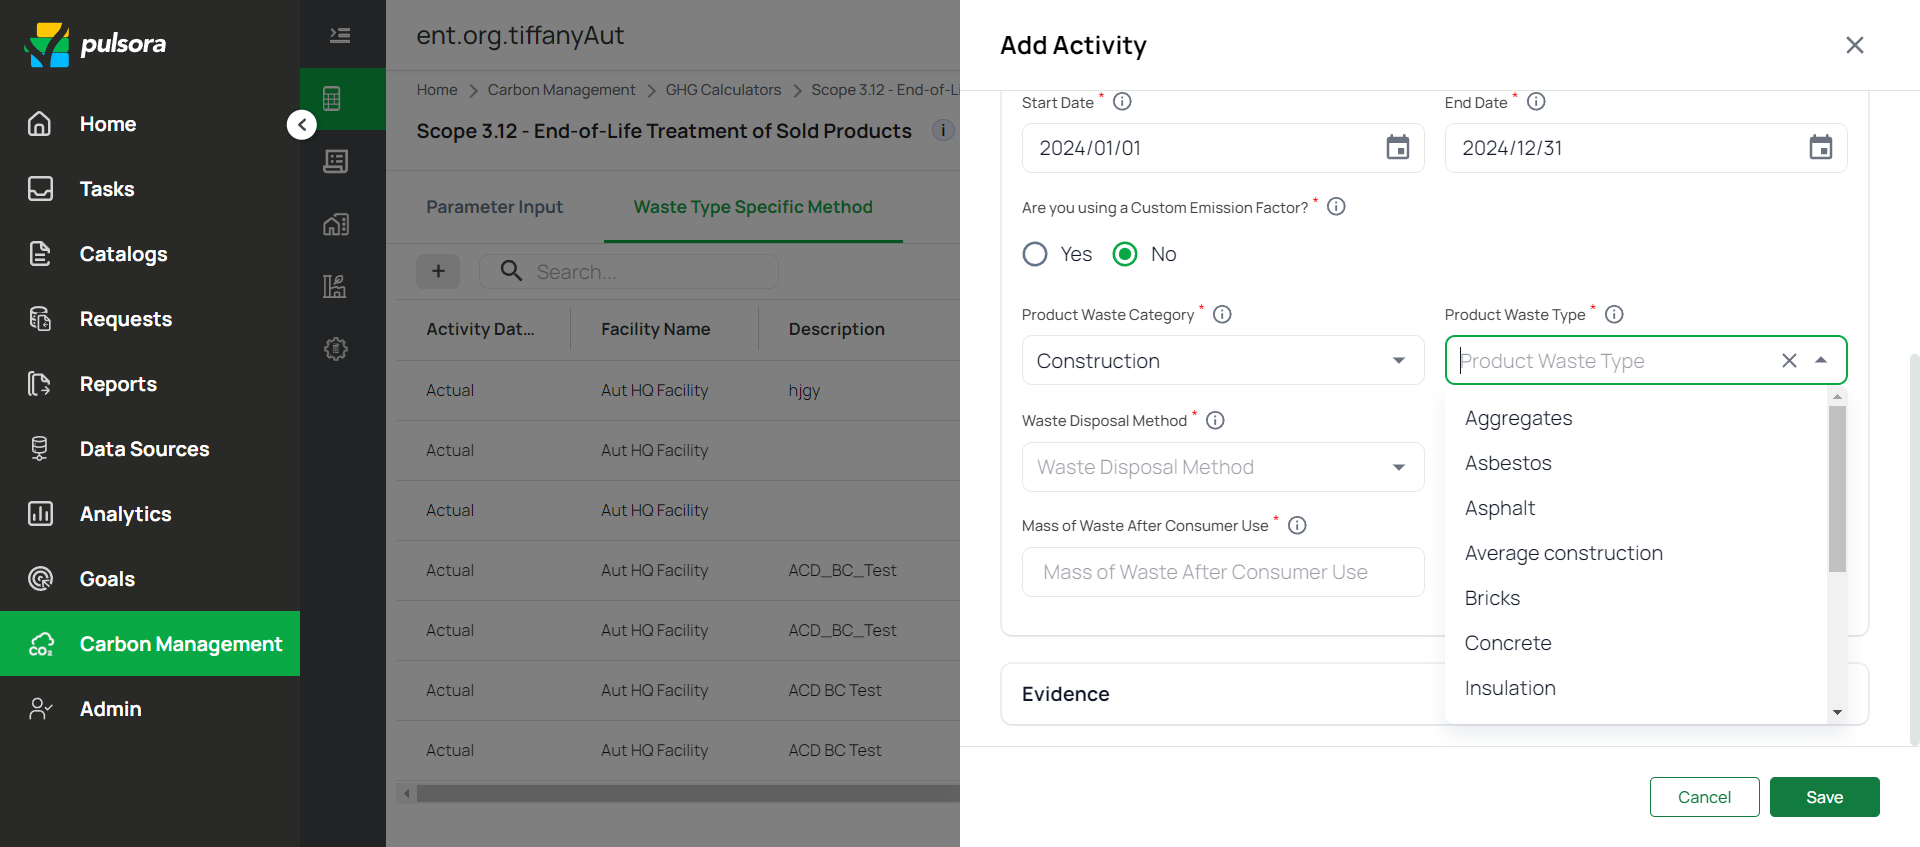 pulsora
Home
Tasks
Catalogs
Requests
Reports
Data Sources
Analytics
Goals
CO₂
Carbon Management
Admin
ent.org.tiffanyAut
Home > Carbon Management > GHG Calculators > Scope 3.12 - End-of-L
Scope 3.12 - End-of-Life Treatment of Sold Products i
Parameter Input Waste Type Specific Method
+ Search...
Activity Dat... Facility Name Description
Actual Aut HQ Facility hjgy
Actual Aut HQ Facility
Actual Aut HQ Facility
Actual Aut HQ Facility ACD_BC_Test
Actual Aut HQ Facility ACD_BC_Test
Actual Aut HQ Facility ACD BC Test
Actual Aut HQ Facility ACD BC Test
Add Activity
Start Date * End Date *
2024/01/01 2024/12/31
Are you using a Custom Emission Factor? *
Yes No
Product Waste Category * Product Waste Type *
Construction Product Waste Type
Waste Disposal Method *
Waste Disposal Method
Mass of Waste After Consumer Use *
Mass of Waste After Consumer Use
Aggregates
Asbestos
Asphalt
Average construction
Bricks
Concrete
Insulation
Evidence
Cancel Save